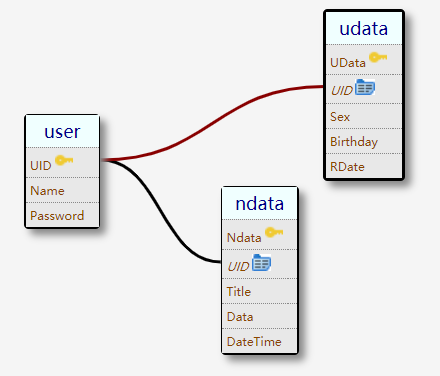 udata
UData
UID
Sex
Birthday
RDate
user
UID
Name
Password
ndata
Ndata
UID
Title
Data
DateTime